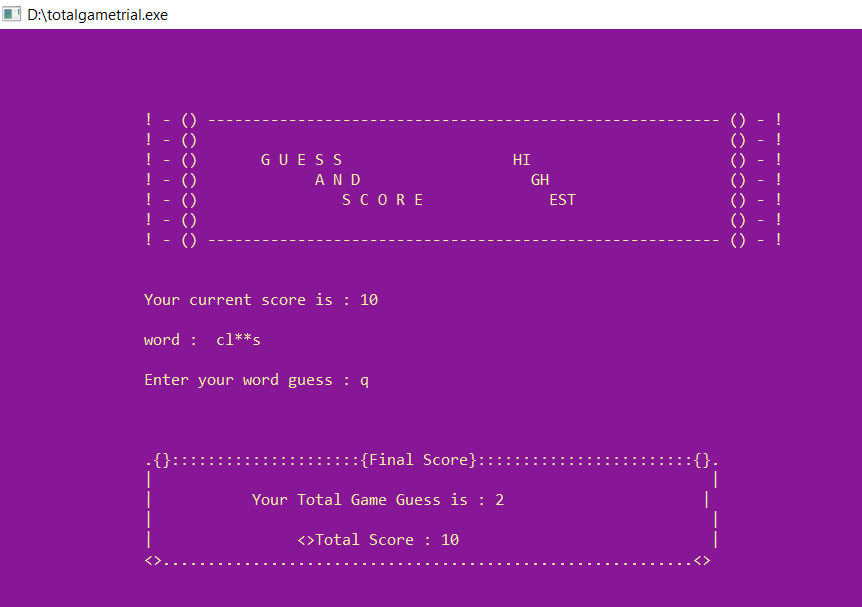 D:\totalgametrial.exe
! - () --------------------------------------------------------- () - !
! - () () - !
! - () G U E S S HI () - !
! - () A N D GH () - !
! - () S C O R E EST () - !
! - () () - !
! - () --------------------------------------------------------- () - !
Your current score is : 10
word : cl**s
Enter your word guess : q
.{}:::::::::::::::::::::{Final Score}::::::::::::::::::::::::{}.
| |
| Your Total Game Guess is : 2 |
| |
| <>Total Score : 10 |
<>...........................................................<>